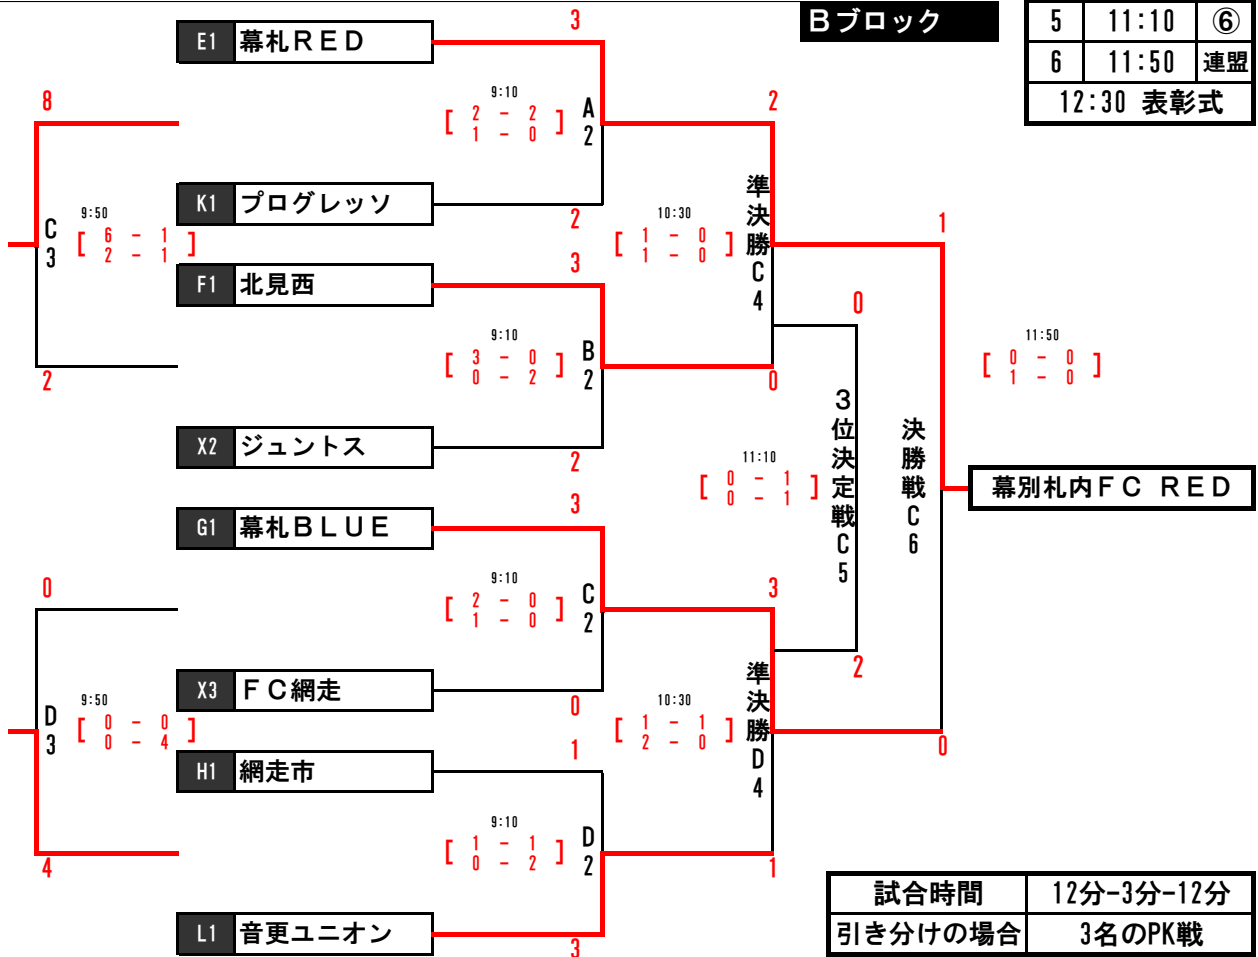 Bブロック
5 11:10 ⑥
6 11:50 連盟
12:30 表彰式
E1 幕札RED
3
9:10
[ 2 - 2 ]
1 - 0
A2
K1 プログレッソ
2
8
9:50
[ 6 - 1 ]
2 - 1
C3
2
F1 北見西
3
9:10
[ 3 - 0 ]
0 - 2
B2
X2 ジュントス
2
2
10:30
[ 1 - 0 ]
1 - 0
準決勝C4
0
G1 幕札BLUE
3
9:10
[ 2 - 0 ]
1 - 0
C2
X3 FC網走
0
0
9:50
[ 0 - 0 ]
0 - 4
D3
4
H1 網走市
1
9:10
[ 1 - 1 ]
0 - 2
D2
L1 音更ユニオン
3
3
10:30
[ 1 - 1 ]
2 - 0
準決勝D4
1
0
11:10
[ 0 - 1 ]
0 - 1
3位決定戦C5
2
1
11:50
[ 0 - 0 ]
1 - 0
決勝戦C6
0
幕別札内FC RED
試合時間 12分-3分-12分
引き分けの場合 3名のPK戦